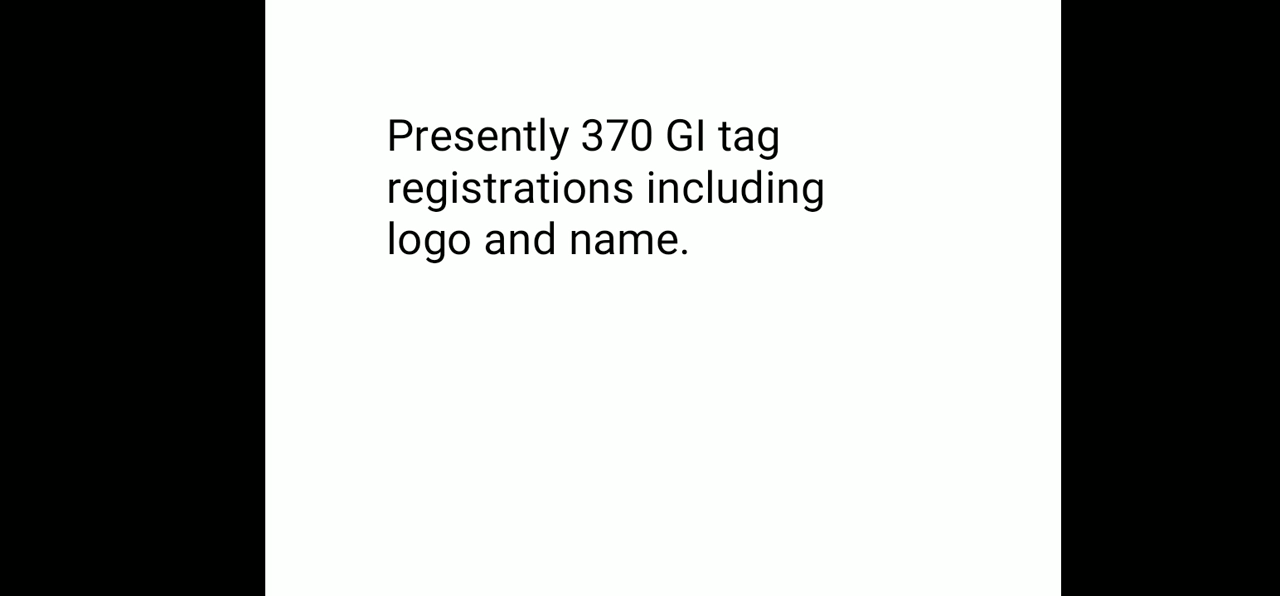 Presently 370 GI tag
registrations including
logo and name.